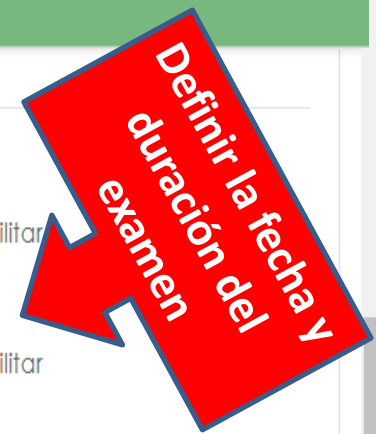 Definir la fecha y
duración del
examen
ilitar
ilitar